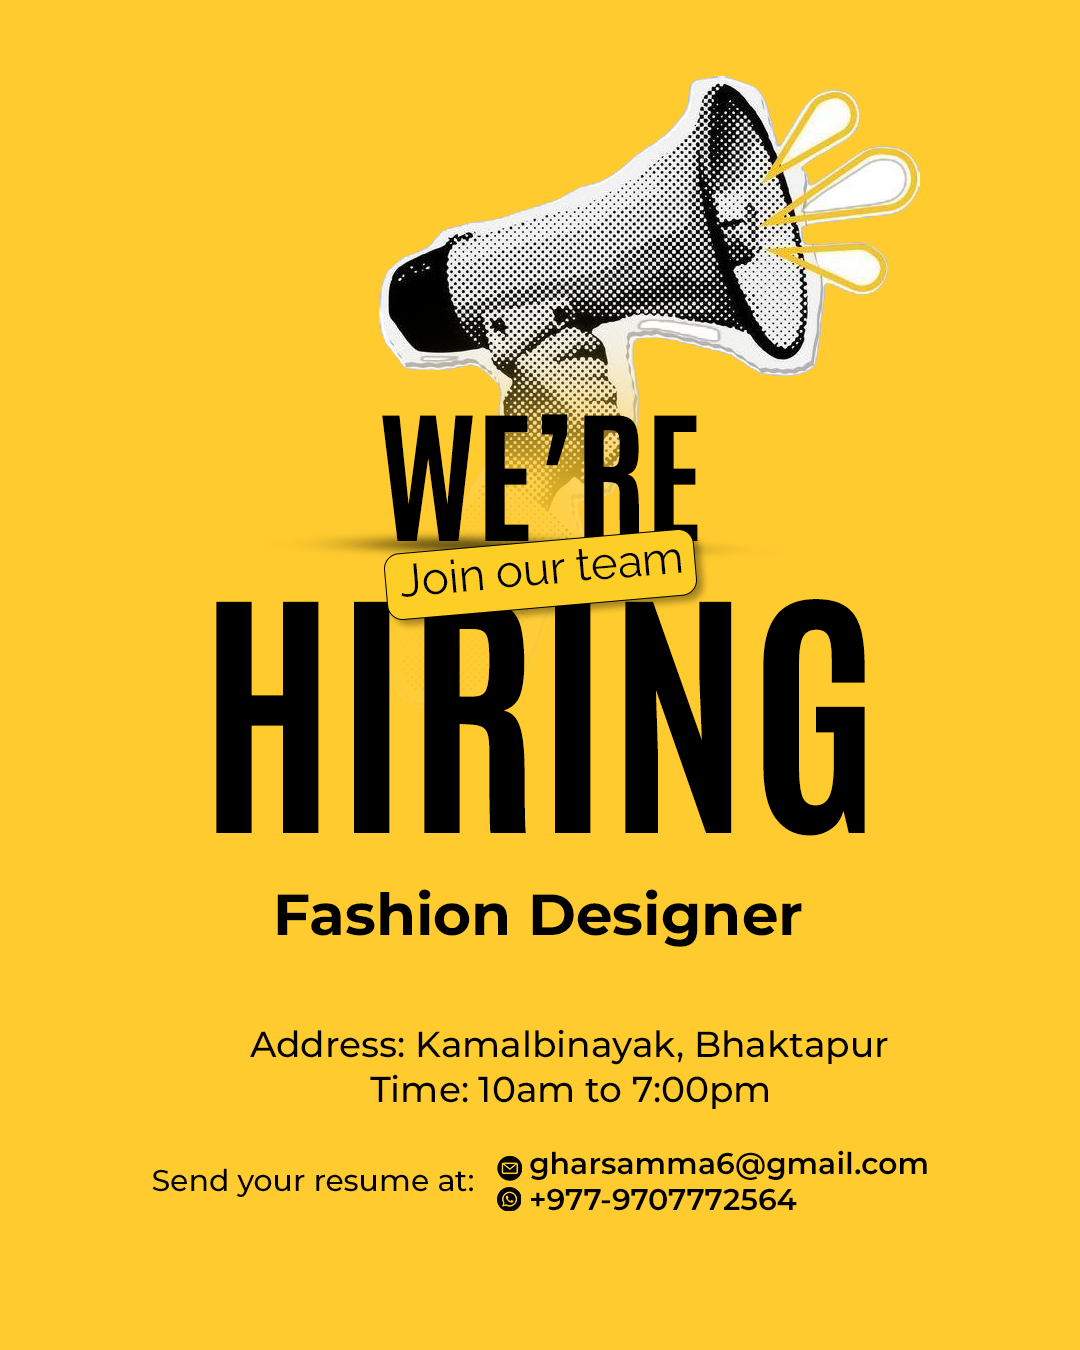 WE’RE
Join our team
HIRING
Fashion Designer
Address: Kamalbinayak, Bhaktapur
Time: 10am to 7:00pm
Send your resume at:
gharsamma6@gmail.com
+977-9707772564